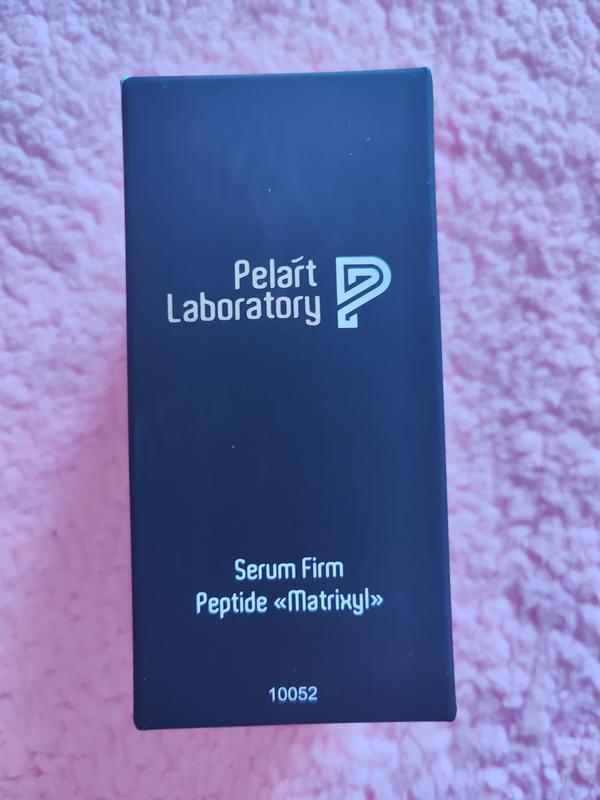 Pelart
Laboratory
Serum Firm
Peptide «Matrixyl»
10052